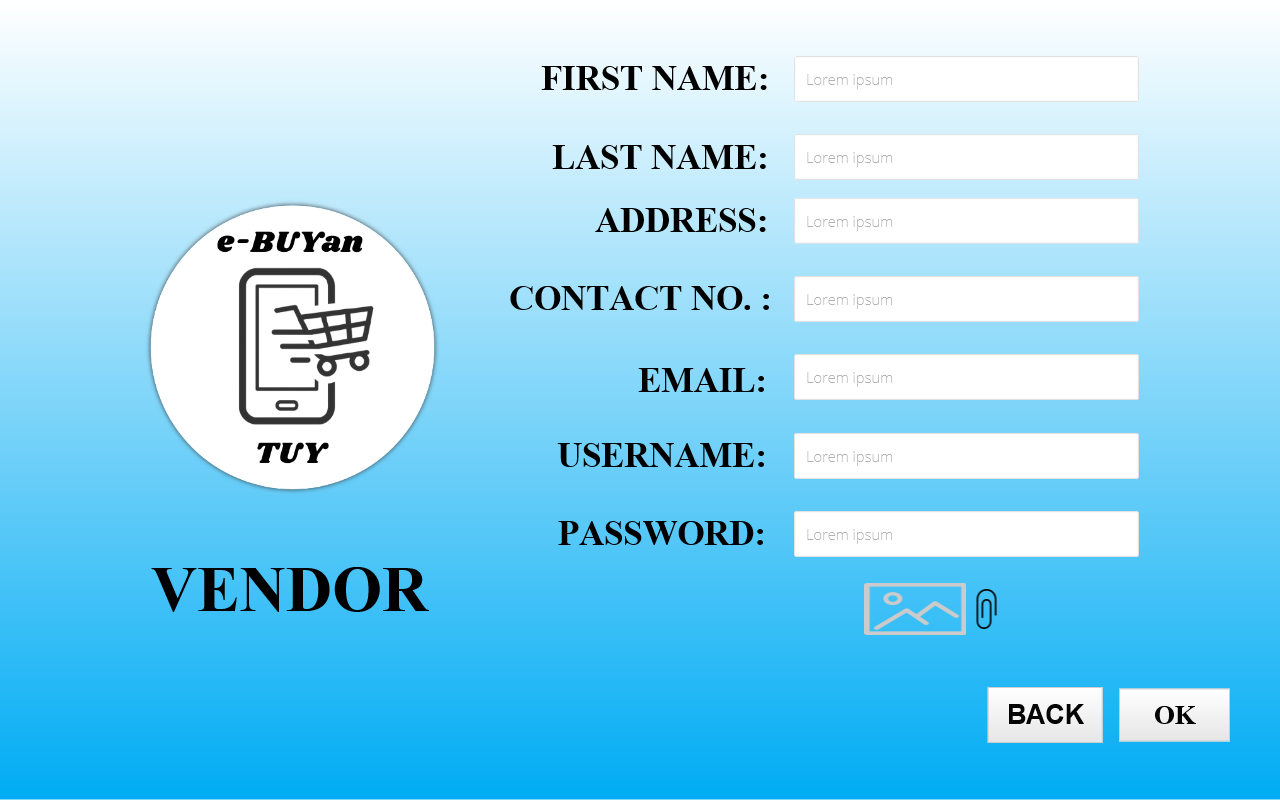 FIRST NAME: Lorem ipsum
LAST NAME: Lorem ipsum
ADDRESS: Lorem ipsum
e-BUYan
CONTACT NO. : Lorem ipsum
EMAIL: Lorem ipsum
TUY
USERNAME: Lorem ipsum
PASSWORD: Lorem ipsum
VENDOR
BACK OK